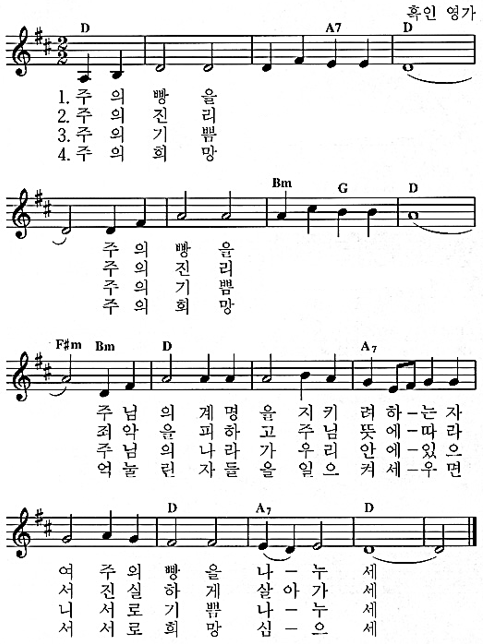 흑인 영가
D A7 D
2
2
1. 주 의 빵 을
2. 주 의 진 리
3. 주 의 기 쁨
4. 주 의 희 망
Bm G D
주 의 빵 을
주 의 진 리
주 의 기 쁨
주 의 희 망
F#m Bm D A7
주 님 의 계 명 을 지 키 려 하-는 자
죄 악 을 피 하 고 주 님 뜻 에-따 라
주 님 의 나 라 가 우 리 안 에-있 으
억 눌 린 자 들 을 일 으 켜 세-우 면
D A7 D
여 주 의 빵 을 나 - 누 세
서 진 실 하 게 살 아 가 세
니 서 로 기 쁨 나 - 누 세
서 서 로 희 망 심 - 으 세